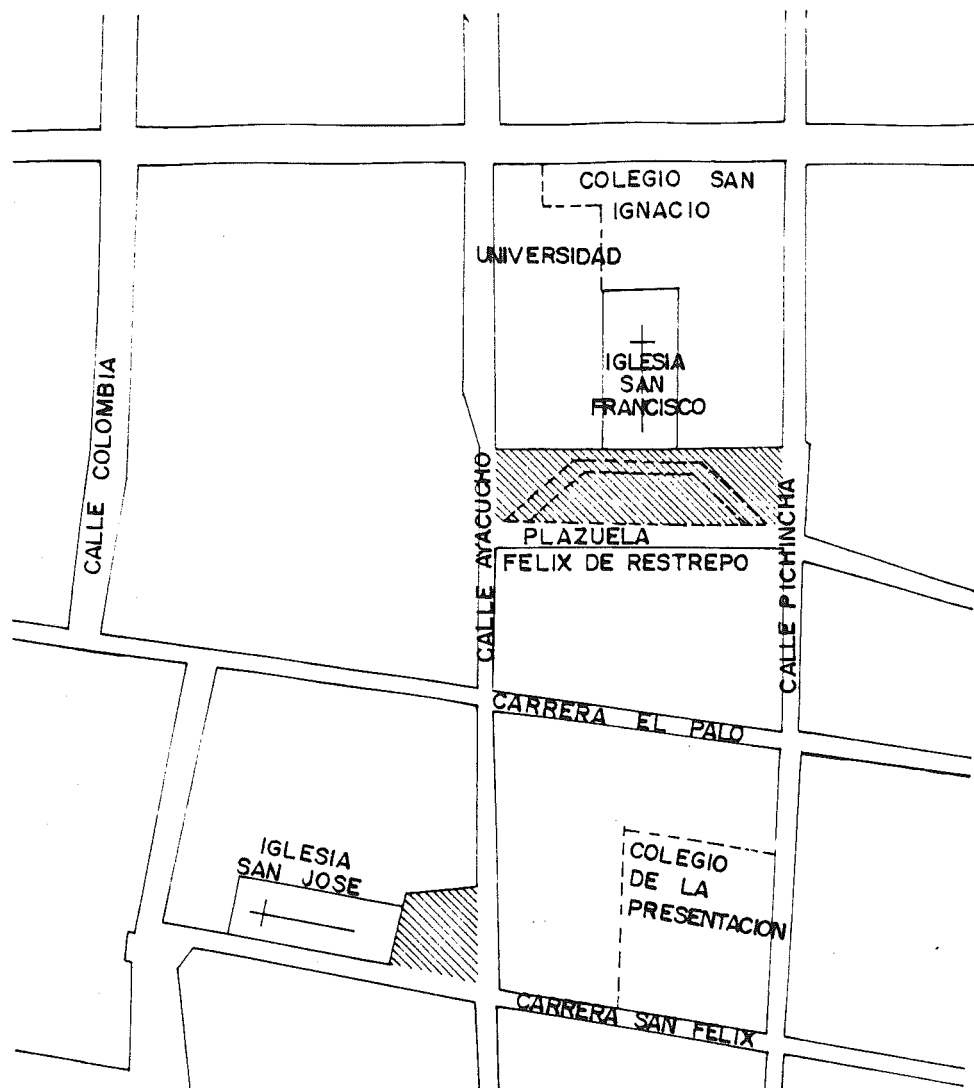 COLEGIO SAN
IGNACIO
UNIVERSIDAD
IGLESIA
SAN
FRANCISCO
CALLE COLOMBIA
CALLE AYACUCHO
CALLE PICHINCHA
PLAZUELA
FELIX DE RESTREPO
CARRERA EL PALO
IGLESIA
SAN JOSE
COLEGIO
DE LA
PRESENTACION
CARRERA SAN FELIX